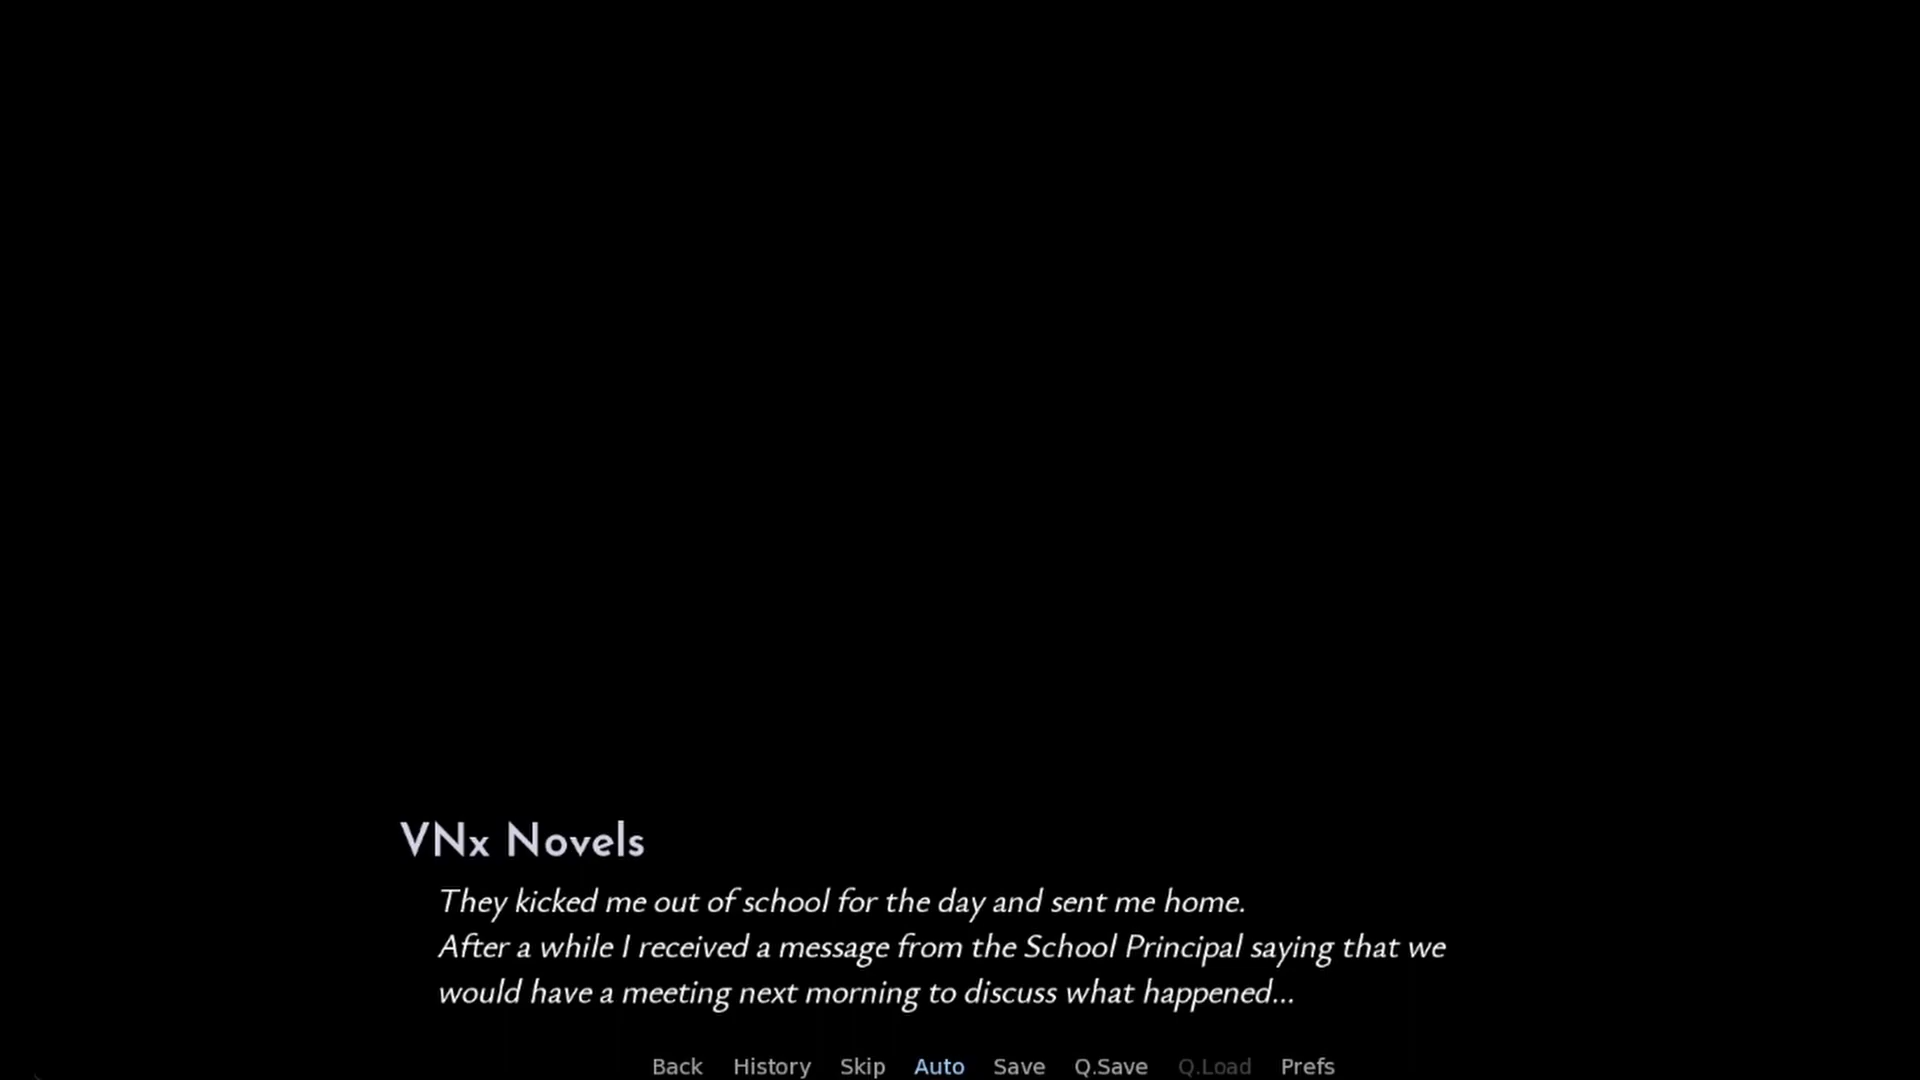 VNx Novels
They kicked me out of school for the day and sent me home.
After a while I received a message from the School Principal saying that we
would have a meeting next morning to discuss what happened...
Back History Skip Auto Save Q.Save Q.Load Prefs